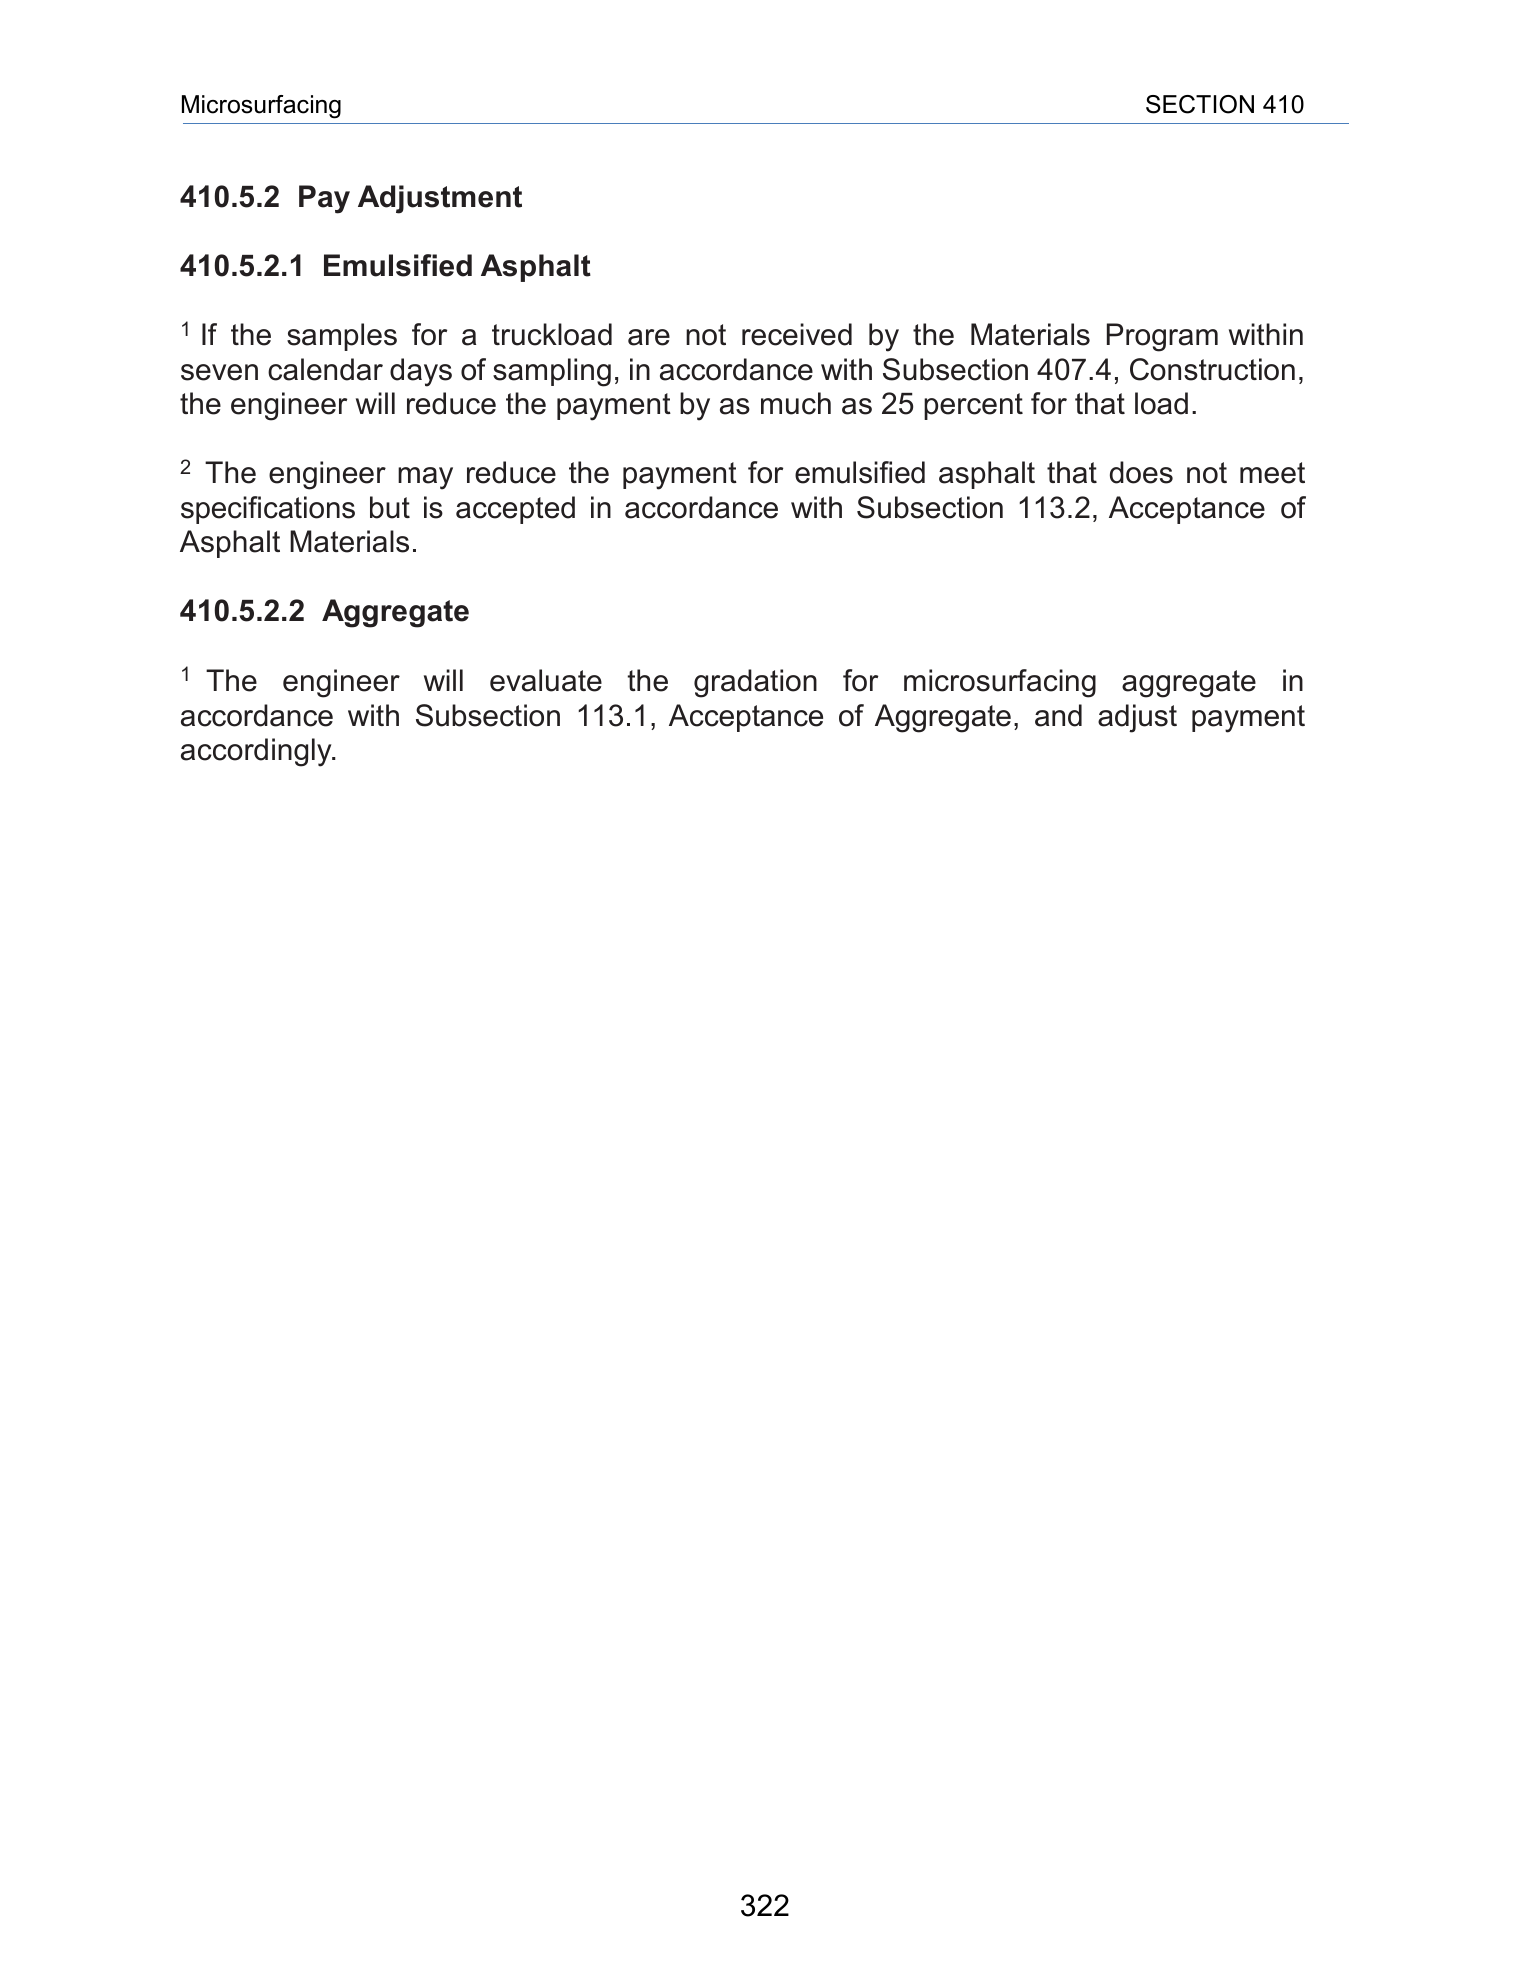 Microsurfacing SECTION 410
410.5.2 Pay Adjustment
410.5.2.1 Emulsified Asphalt
1 If the samples for a truckload are not received by the Materials Program within
seven calendar days of sampling, in accordance with Subsection 407.4, Construction,
the engineer will reduce the payment by as much as 25 percent for that load.
2 The engineer may reduce the payment for emulsified asphalt that does not meet
specifications but is accepted in accordance with Subsection 113.2, Acceptance of
Asphalt Materials.
410.5.2.2 Aggregate
1 The engineer will evaluate the gradation for microsurfacing aggregate in
accordance with Subsection 113.1, Acceptance of Aggregate, and adjust payment
accordingly.
322